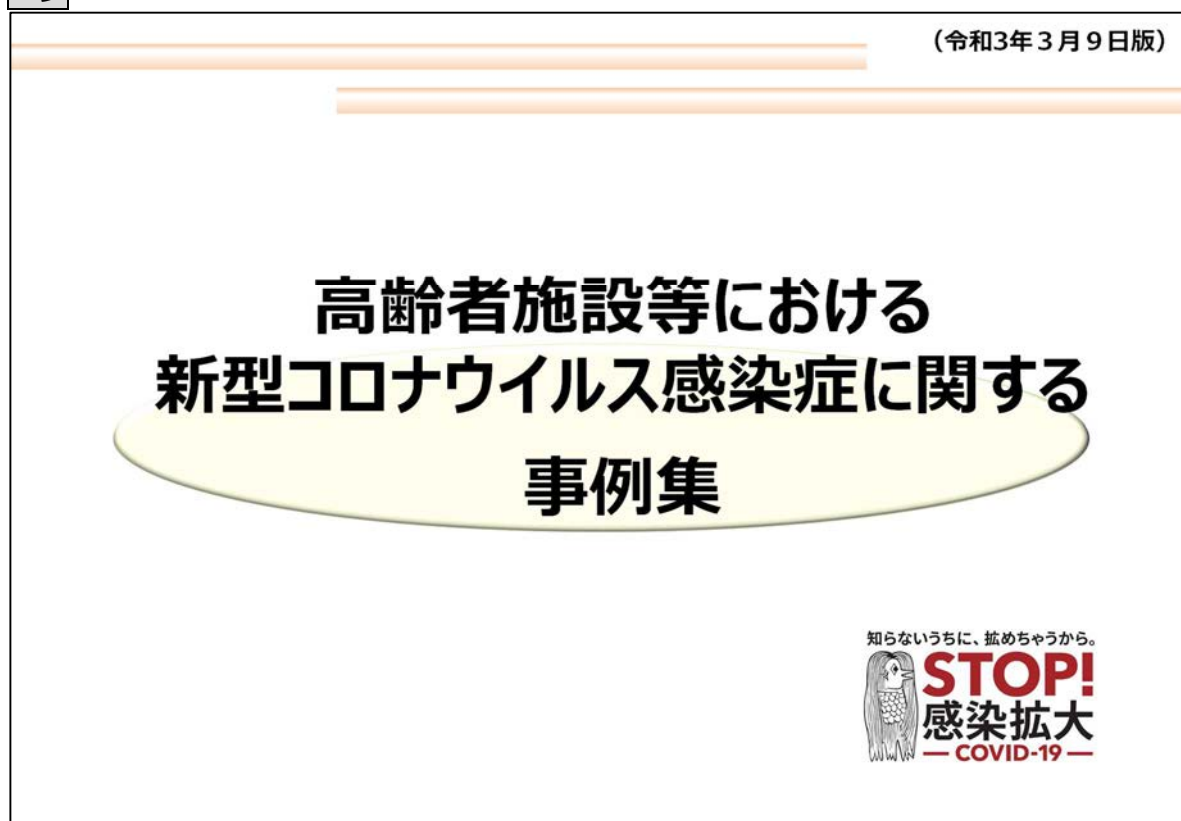 （令和3年３月９日版）
高齢者施設等における
新型コロナウイルス感染症に関する
事例集
知らないうちに、拡めちゃうから。
STOP!
感染拡大
COVID-19